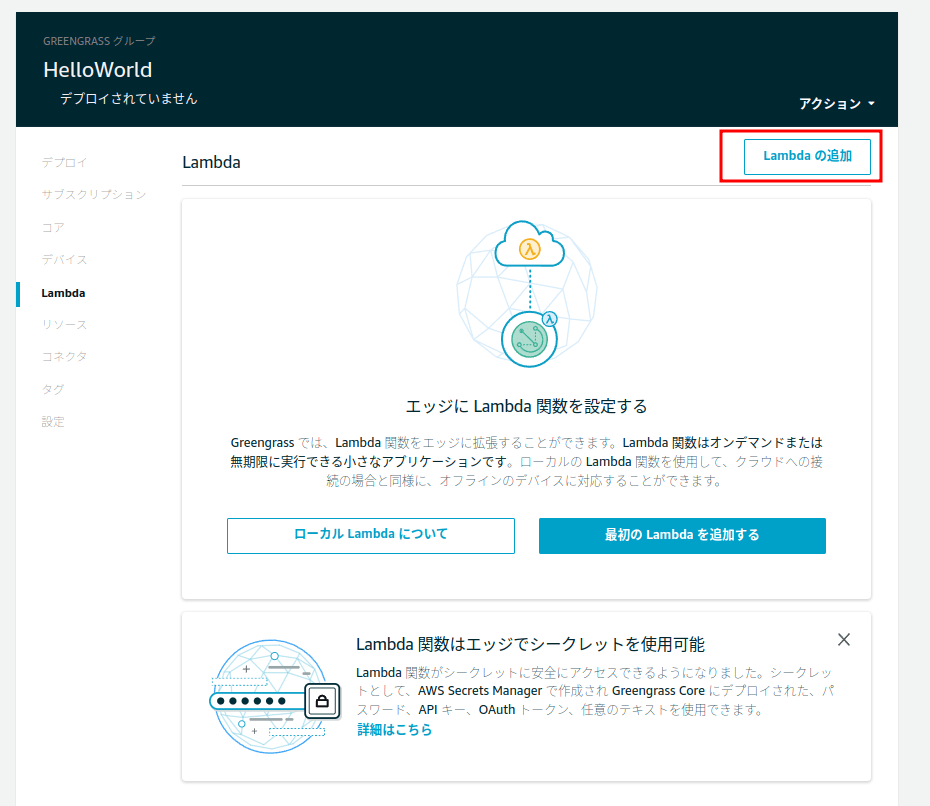 GREENGRASS グループ
HelloWorld
デプロイされていません
アクション
デプロイ
サブスクリプション
コア
デバイス
Lambda
リソース
コネクタ
タグ
設定
Lambda
Lambda の追加
λ
λ
エッジに Lambda 関数を設定する
Greengrass では、Lambda 関数をエッジに拡張することができます。Lambda 関数はオンデマンドまたは
無期限に実行できる小さなアプリケーションです。ローカルの Lambda 関数を使用して、クラウドへの接
続の場合と同様に、オフラインのデバイスに対応することができます。
ローカル Lambda について
最初の Lambda を追加する
Lambda 関数はエッジでシークレットを使用可能
Lambda 関数がシークレットに安全にアクセスできるようになりました。シークレッ
トとして、AWS Secrets Manager で作成され Greengrass Core にデプロイされた、パ
スワード、API キー、OAuth トークン、任意のテキストを使用できます。
詳細はこちら